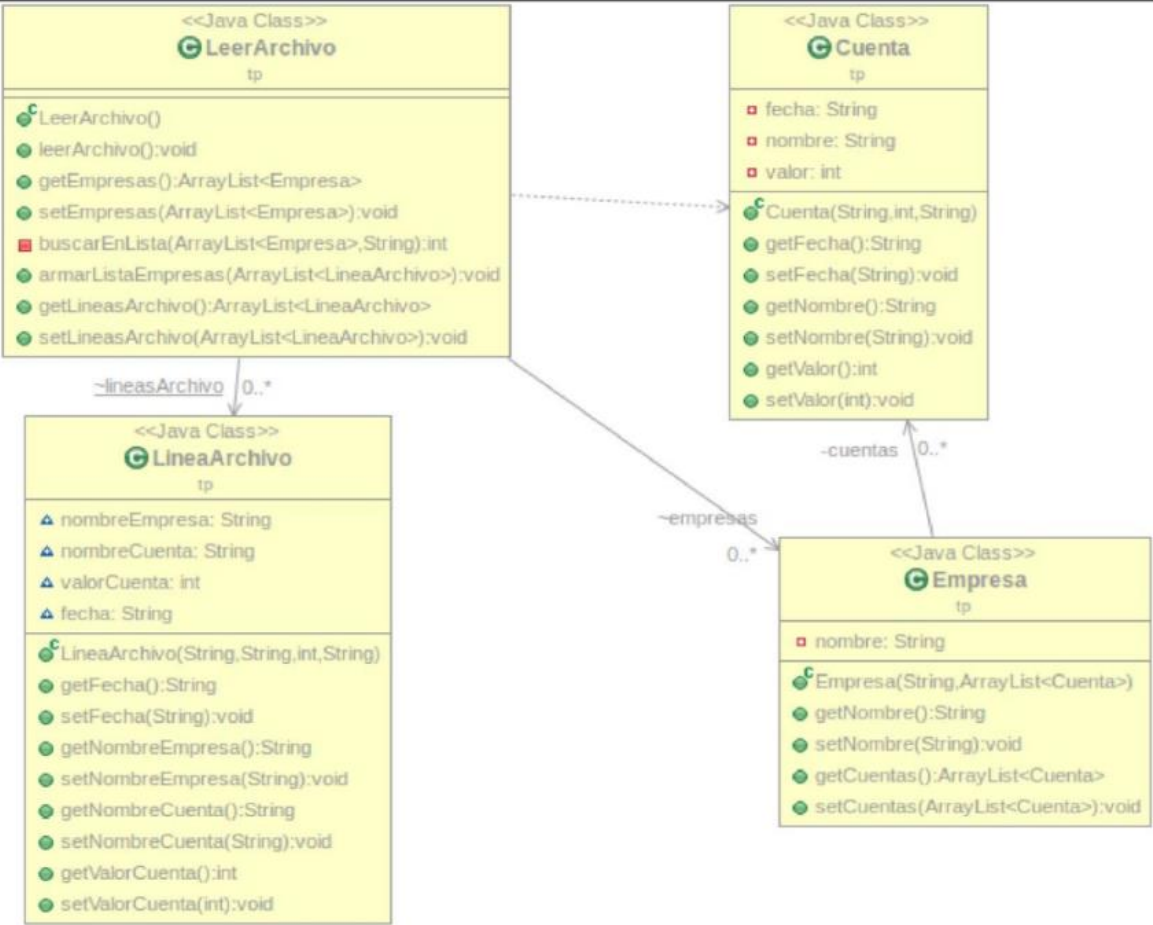 <<Java Class>>
LeerArchivo
tp
LeerArchivo()
leerArchivo():void
getEmpresas():ArrayList<Empresa>
setEmpresas(ArrayList<Empresa>):void
buscarEnLista(ArrayList<Empresa>,String):int
armarListaEmpresas(ArrayList<LineaArchivo>):void
getLineasArchivo():ArrayList<LineaArchivo>
setLineasArchivo(ArrayList<LineaArchivo>):void
<<Java Class>>
Cuenta
tp
fecha: String
nombre: String
valor: int
Cuenta(String,int,String)
getFecha():String
setFecha(String):void
getNombre():String
setNombre(String):void
getValor():int
setValor(int):void
~lineasArchivo 0..*
<<Java Class>>
LineaArchivo
tp
nombreEmpresa: String
nombreCuenta: String
valorCuenta: int
fecha: String
LineaArchivo(String,String,int,String)
getFecha():String
setFecha(String):void
getNombreEmpresa():String
setNombreEmpresa(String):void
getNombreCuenta():String
setNombreCuenta(String):void
getValorCuenta():int
setValorCuenta(int):void
-cuentas 0..*
~empresas
0..*
<<Java Class>>
Empresa
tp
nombre: String
Empresa(String,ArrayList<Cuenta>)
getNombre():String
setNombre(String):void
getCuentas():ArrayList<Cuenta>
setCuentas(ArrayList<Cuenta>):void